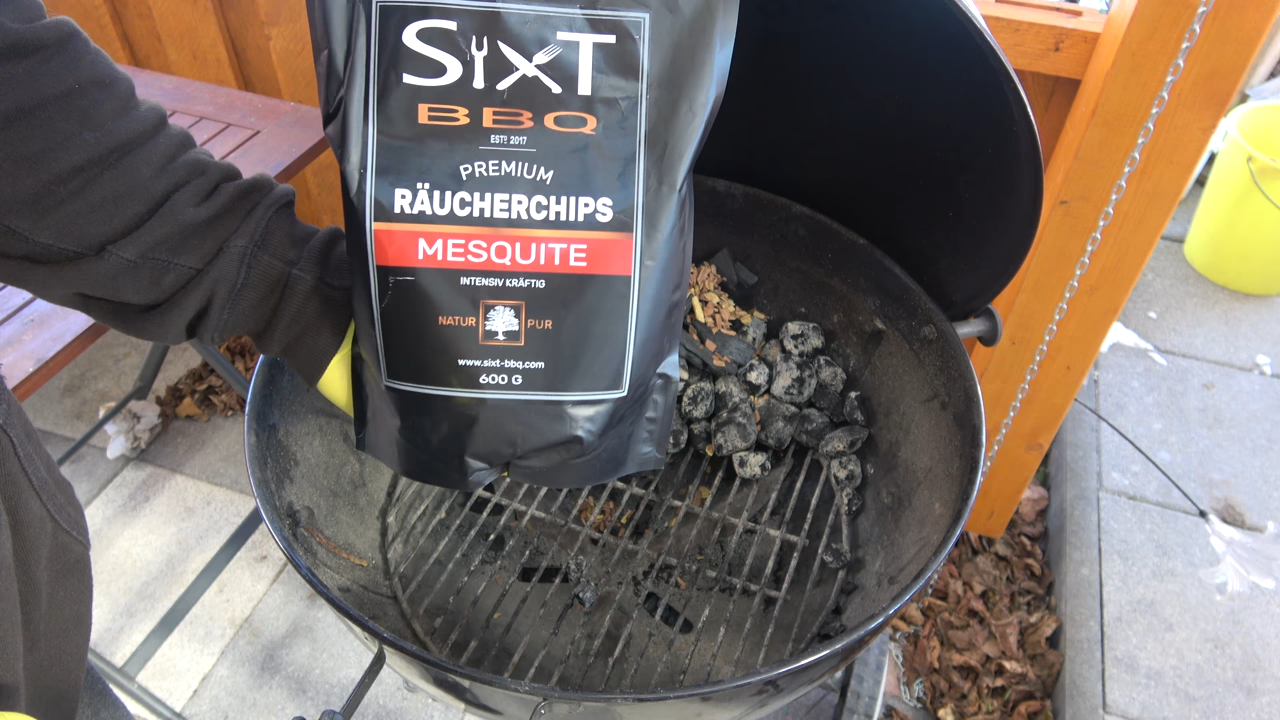 SIXT
BBQ
ESTD 2017
PREMIUM
RÄUCHERCHIPS
MESQUITE
INTENSIV KRÄFTIG
NATUR PUR
www.sixt-bbq.com
600 G